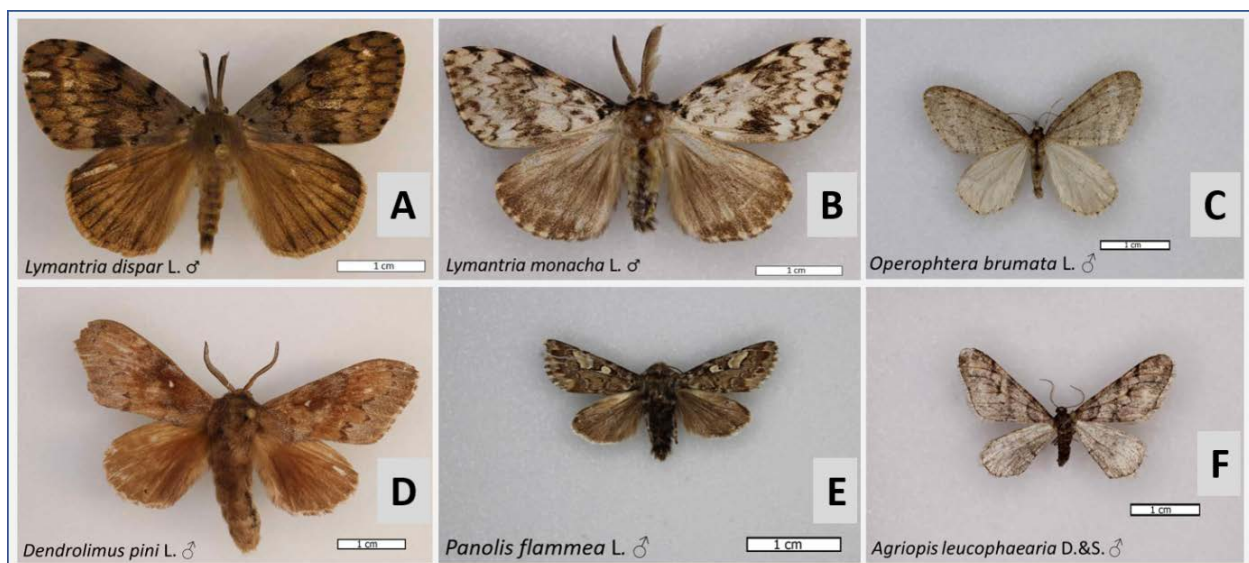 A
Lymantria dispar L. ♂
1 cm
B
Lymantria monacha L. ♂
1 cm
C
Operophtera brumata L. ♂
1 cm
D
Dendrolimus pini L. ♂
1 cm
E
Panolis flammea L. ♂
1 cm
F
Agriopis leucophaearia D.&S. ♂
1 cm